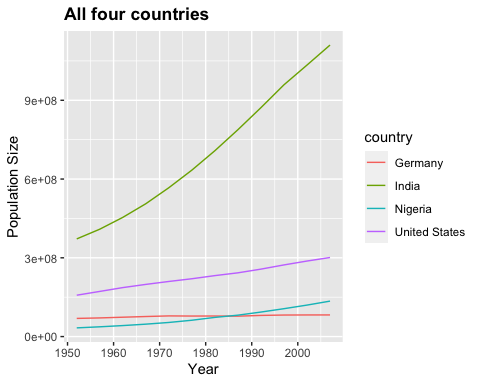 All four countries
Population Size
9e+08
6e+08
3e+08
0e+00
1950 1960 1970 1980 1990 2000
Year
country
Germany
India
Nigeria
United States